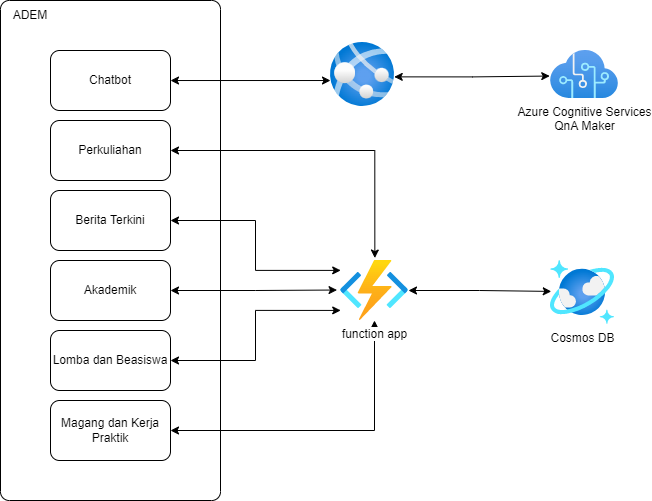 ADEM
Chatbot
Azure Cognitive Services
QnA Maker
Perkuliahan
Berita Terkini
Akademik
function app
Cosmos DB
Lomba dan Beasiswa
Magang dan Kerja
Praktik